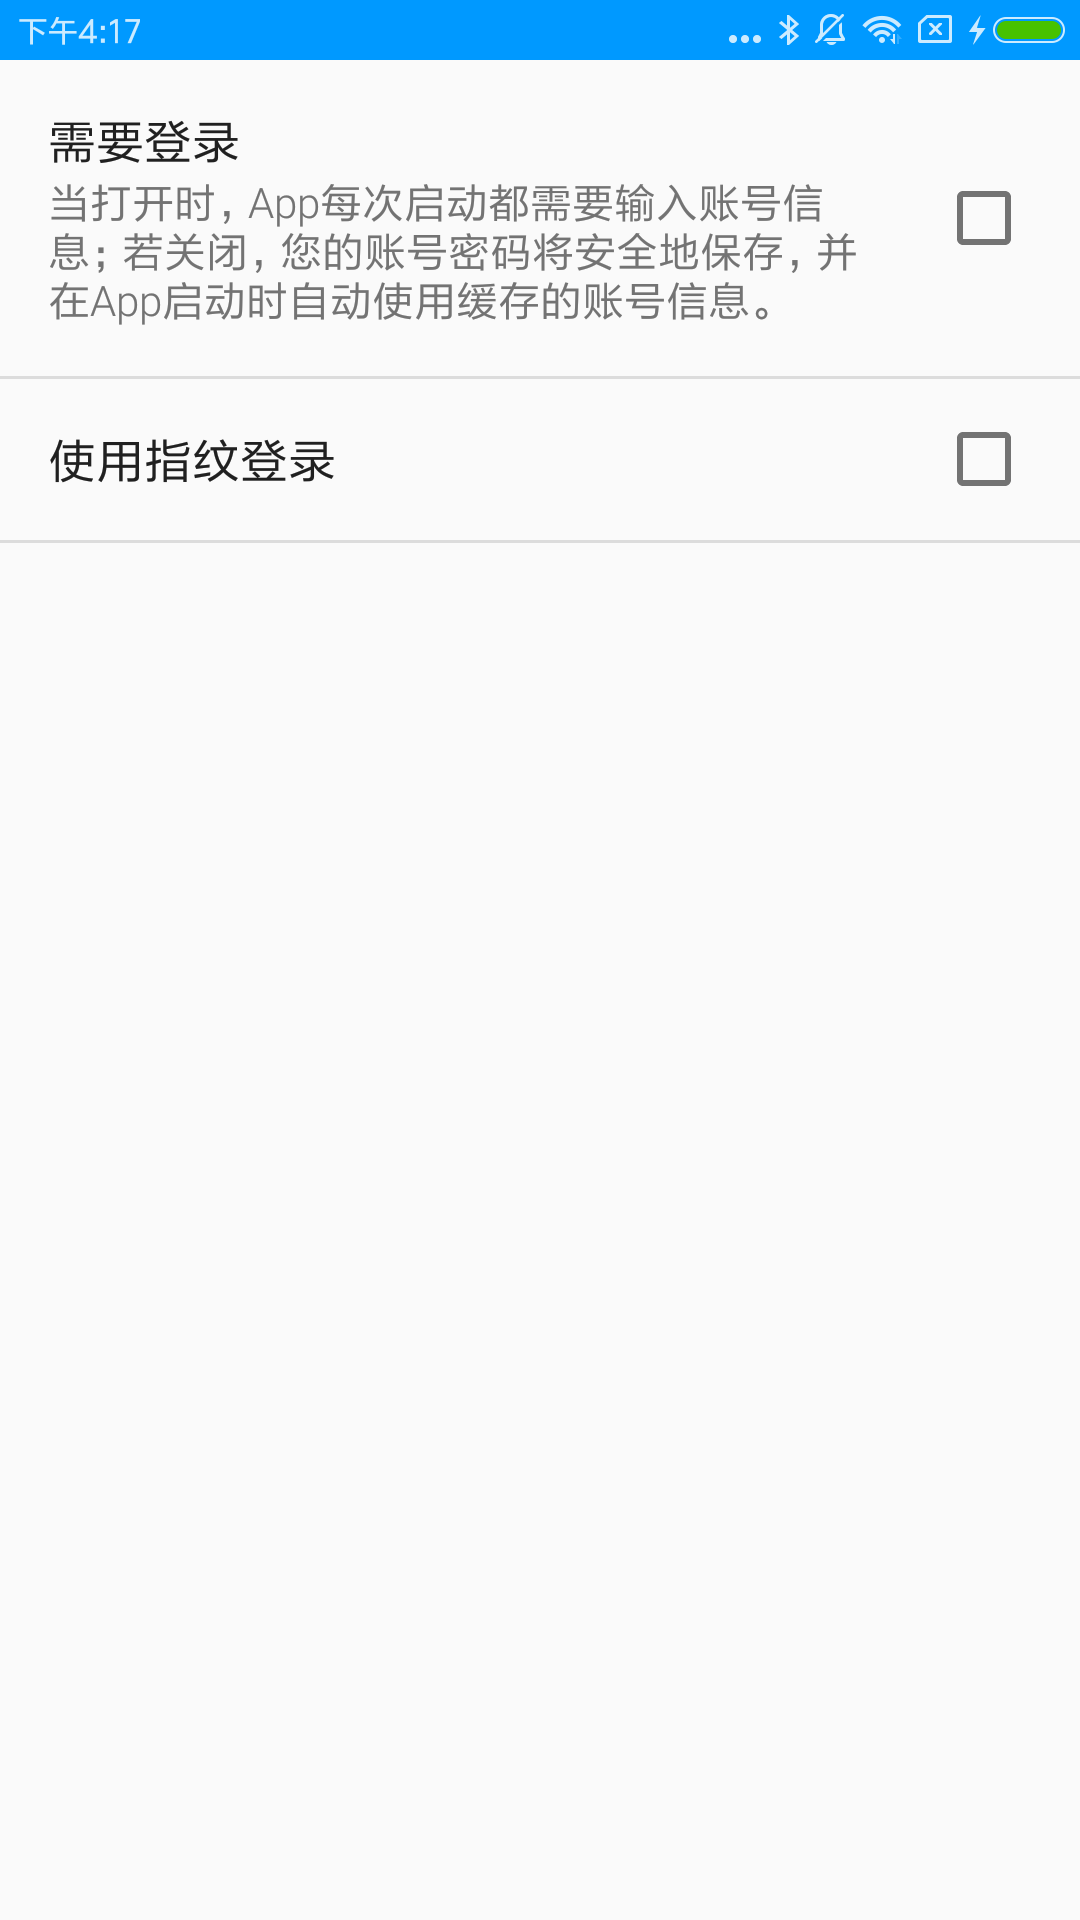 下午4:17
需要登录
当打开时，App每次启动都需要输入账号信
息；若关闭，您的账号密码将安全地保存，并
在App启动时自动使用缓存的账号信息。
使用指纹登录